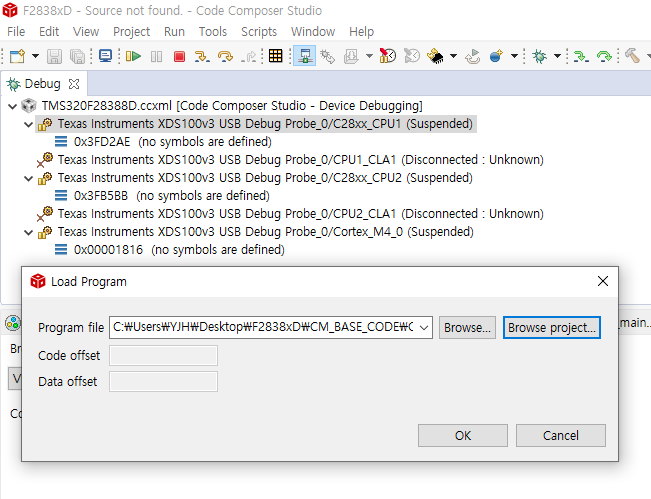 F2838xD - Source not found. - Code Composer Studio
File Edit View Project Run Tools Scripts Window Help
Debug
TMS320F28388D.ccxml [Code Composer Studio - Device Debugging]
Texas Instruments XDS100v3 USB Debug Probe_0/C28xx_CPU1 (Suspended)
0x3FD2AE (no symbols are defined)
Texas Instruments XDS100v3 USB Debug Probe_0/CPU1_CLA1 (Disconnected : Unknown)
Texas Instruments XDS100v3 USB Debug Probe_0/C28xx_CPU2 (Suspended)
0x3FB5BB (no symbols are defined)
Texas Instruments XDS100v3 USB Debug Probe_0/CPU2_CLA1 (Disconnected : Unknown)
Texas Instruments XDS100v3 USB Debug Probe_0/Cortex_M4_0 (Suspended)
0x00001816 (no symbols are defined)
Load Program
Program file C:₩Users₩YJH₩Desktop₩F2838xD₩CM_BASE_CODE₩C Browse... Browse project...
_main...
Code offset
Br
Data offset
V
Co
OK Cancel